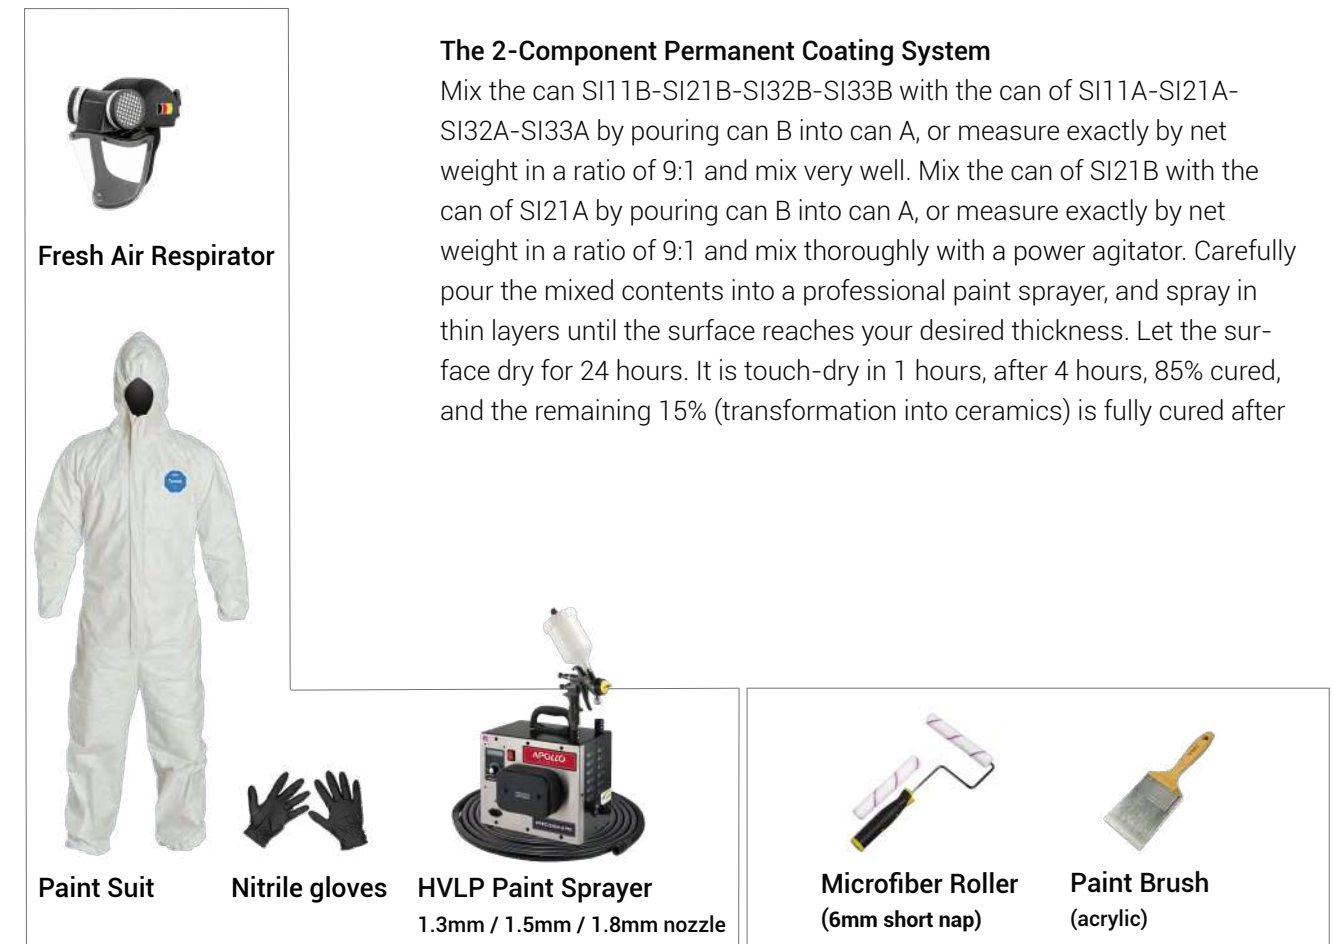 The 2-Component Permanent Coating System
Mix the can SI11B-SI21B-SI32B-SI33B with the can of SI11A-SI21A-
SI32A-SI33A by pouring can B into can A, or measure exactly by net
weight in a ratio of 9:1 and mix very well. Mix the can of SI21B with the
can of SI21A by pouring can B into can A, or measure exactly by net
weight in a ratio of 9:1 and mix thoroughly with a power agitator. Carefully
pour the mixed contents into a professional paint sprayer, and spray in
thin layers until the surface reaches your desired thickness. Let the sur-
face dry for 24 hours. It is touch-dry in 1 hours, after 4 hours, 85% cured,
and the remaining 15% (transformation into ceramics) is fully cured after
Fresh Air Respirator
APOLLO
Paint Suit
Nitrile gloves
HVLP Paint Sprayer
1.3mm / 1.5mm / 1.8mm nozzle
Microfiber Roller
(6mm short nap)
Paint Brush
(acrylic)